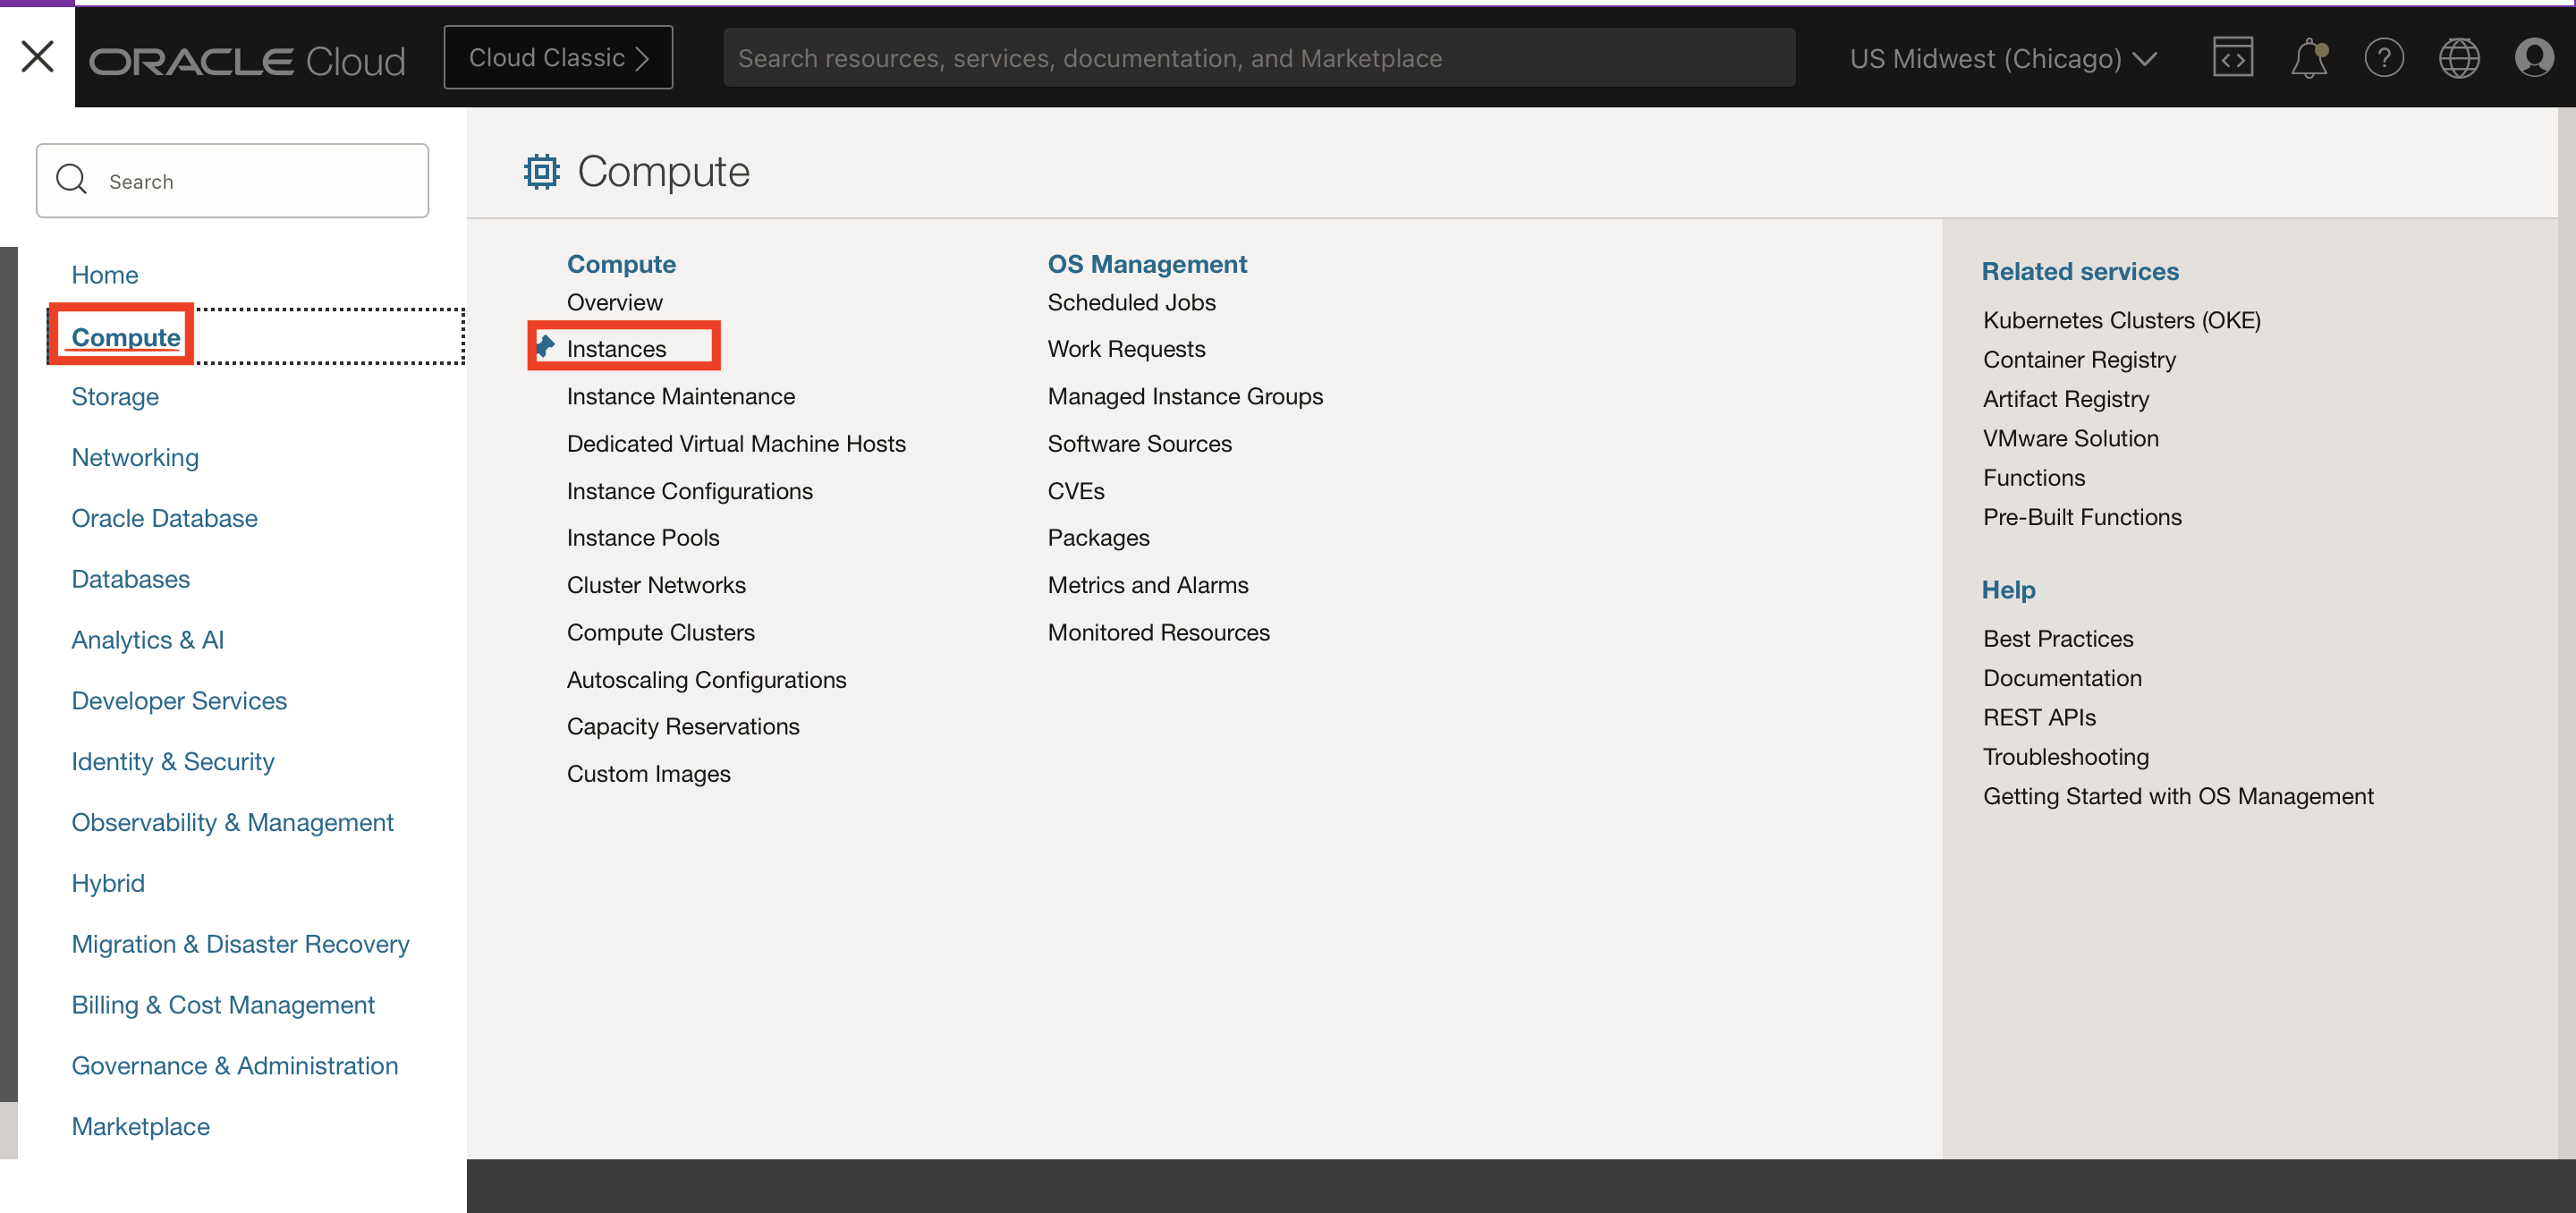 ORACLE Cloud
Cloud Classic
Search resources, services, documentation, and Marketplace
US Midwest (Chicago)
Search
Home
Compute
Storage
Networking
Oracle Database
Databases
Analytics & AI
Developer Services
Identity & Security
Observability & Management
Hybrid
Migration & Disaster Recovery
Billing & Cost Management
Governance & Administration
Marketplace
Compute
Compute
Overview
Instances
Instance Maintenance
Dedicated Virtual Machine Hosts
Instance Configurations
Instance Pools
Cluster Networks
Compute Clusters
Autoscaling Configurations
Capacity Reservations
Custom Images
OS Management
Scheduled Jobs
Work Requests
Managed Instance Groups
Software Sources
CVEs
Packages
Metrics and Alarms
Monitored Resources
Related services
Kubernetes Clusters (OKE)
Container Registry
Artifact Registry
VMware Solution
Functions
Pre-Built Functions
Help
Best Practices
Documentation
REST APIs
Troubleshooting
Getting Started with OS Management